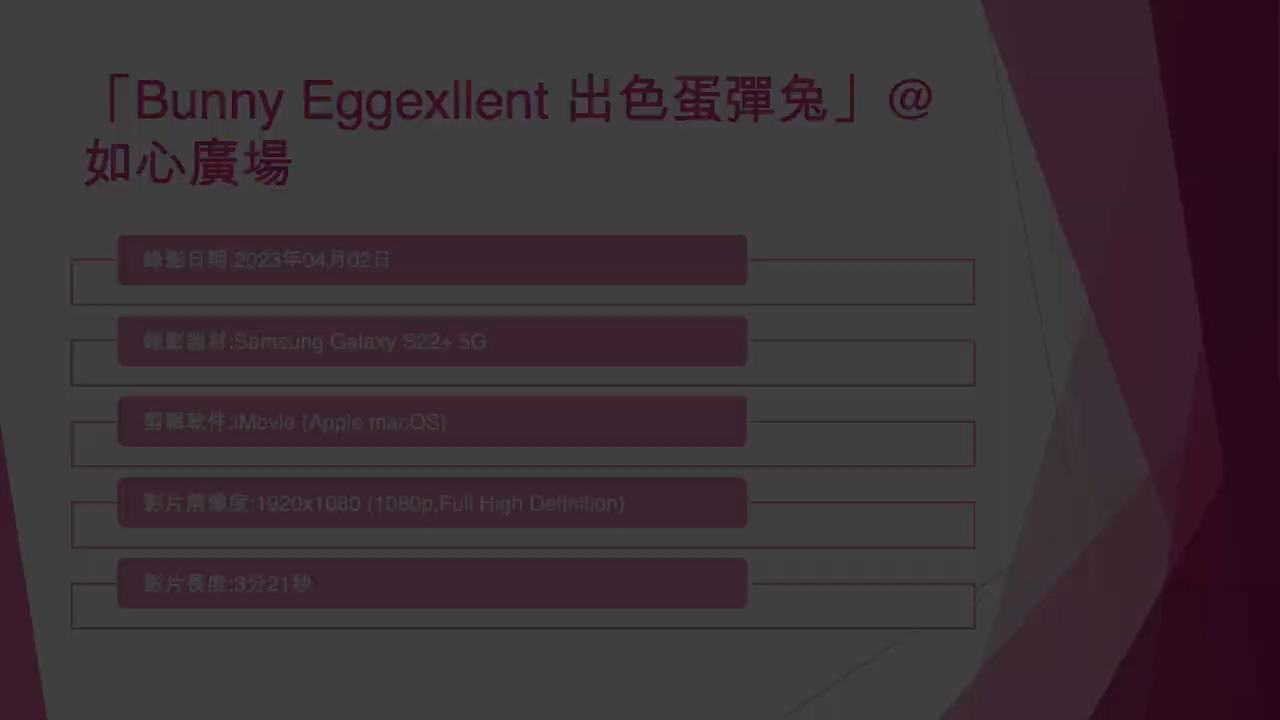 「Bunny Eggexllent 出色蛋彈兔」@
如心廣場
錄影日期:2023年04月02日
錄影器材:Samsung Galaxy S22+ 5G
剪輯軟件:iMovie (Apple macOS)
影片解像度:1920x1080 (1080p,Full High Definition)
影片長度:3分21秒